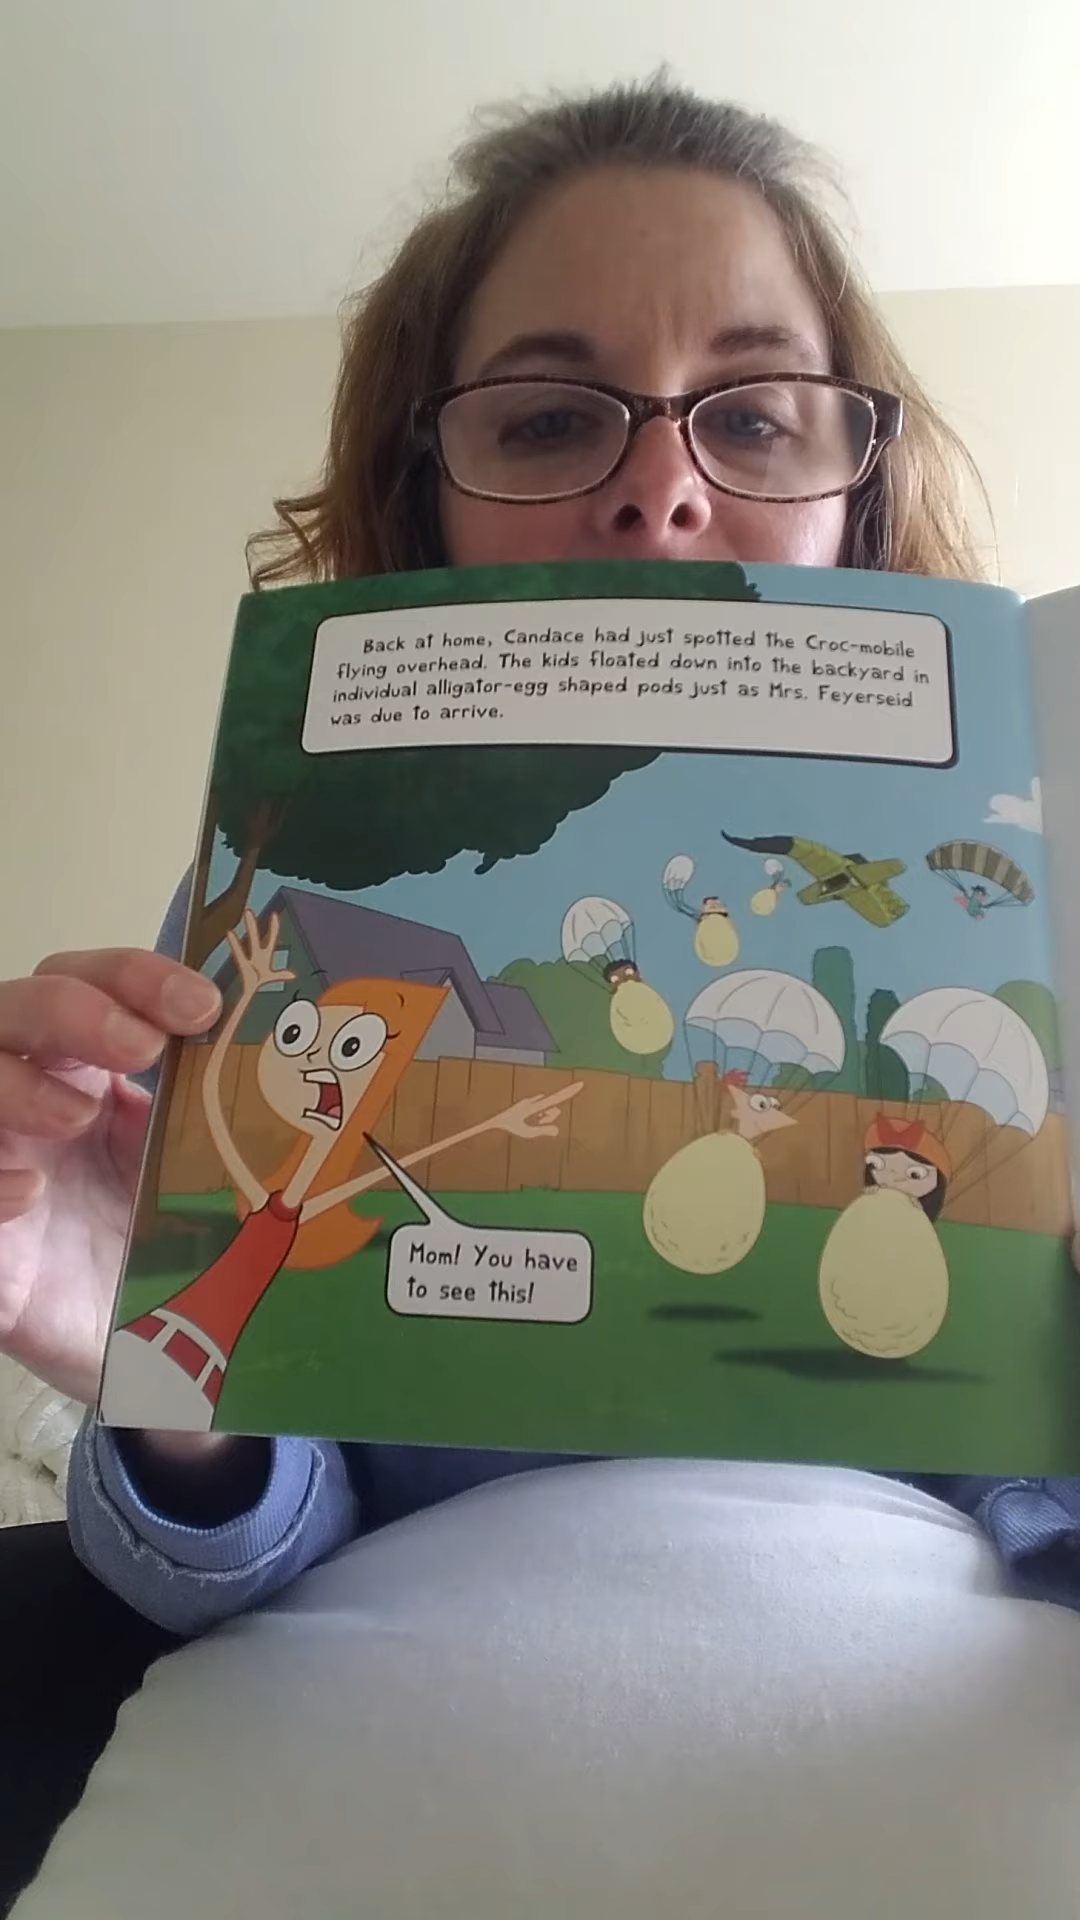 Back at home, Candace had just spotted the Croc-mobile
flying overhead. The kids floated down into the backyard in
individual alligator-egg shaped pods just as Mrs. Feyerseid
was due to arrive.
Mom! You have
to see this!